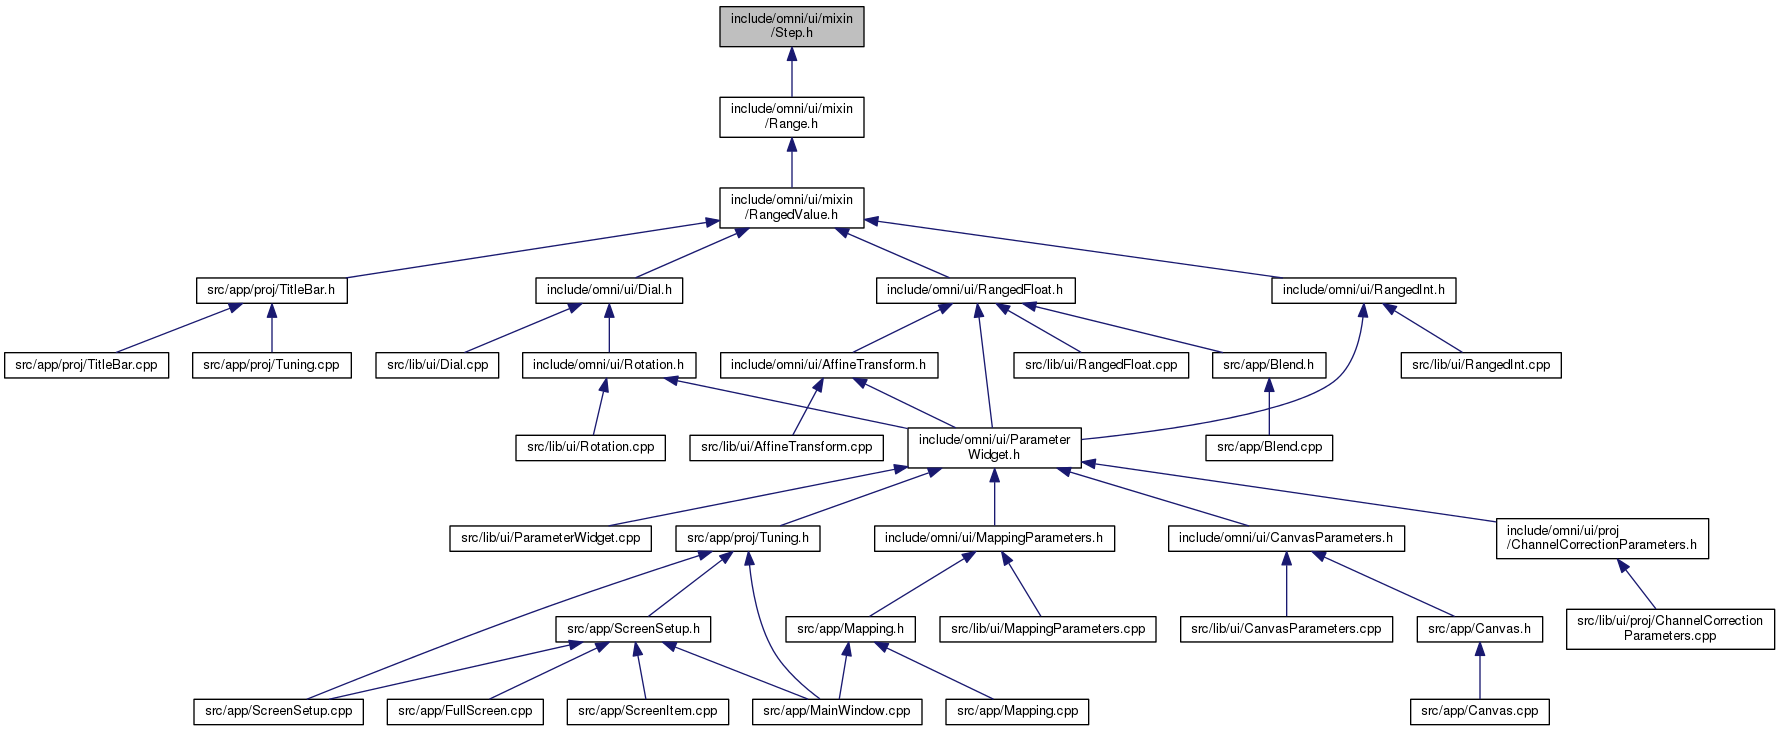 include/omni/ui/mixin
/Step.h
include/omni/ui/mixin
/Range.h
include/omni/ui/mixin
/RangedValue.h
src/app/proj/TitleBar.h
include/omni/ui/Dial.h
include/omni/ui/RangedFloat.h
include/omni/ui/RangedInt.h
src/app/proj/TitleBar.cpp
src/app/proj/Tuning.cpp
src/lib/ui/Dial.cpp
include/omni/ui/Rotation.h
include/omni/ui/AffineTransform.h
src/lib/ui/RangedFloat.cpp
src/app/Blend.h
src/lib/ui/RangedInt.cpp
src/lib/ui/Rotation.cpp
src/lib/ui/AffineTransform.cpp
include/omni/ui/Parameter
Widget.h
src/app/Blend.cpp
src/lib/ui/ParameterWidget.cpp
src/app/proj/Tuning.h
include/omni/ui/MappingParameters.h
include/omni/ui/CanvasParameters.h
include/omni/ui/proj
/ChannelCorrectionParameters.h
src/app/ScreenSetup.h
src/app/Mapping.h
src/lib/ui/MappingParameters.cpp
src/lib/ui/CanvasParameters.cpp
src/app/Canvas.h
src/lib/ui/proj/ChannelCorrection
Parameters.cpp
src/app/ScreenSetup.cpp
src/app/FullScreen.cpp
src/app/ScreenItem.cpp
src/app/MainWindow.cpp
src/app/Mapping.cpp
src/app/Canvas.cpp